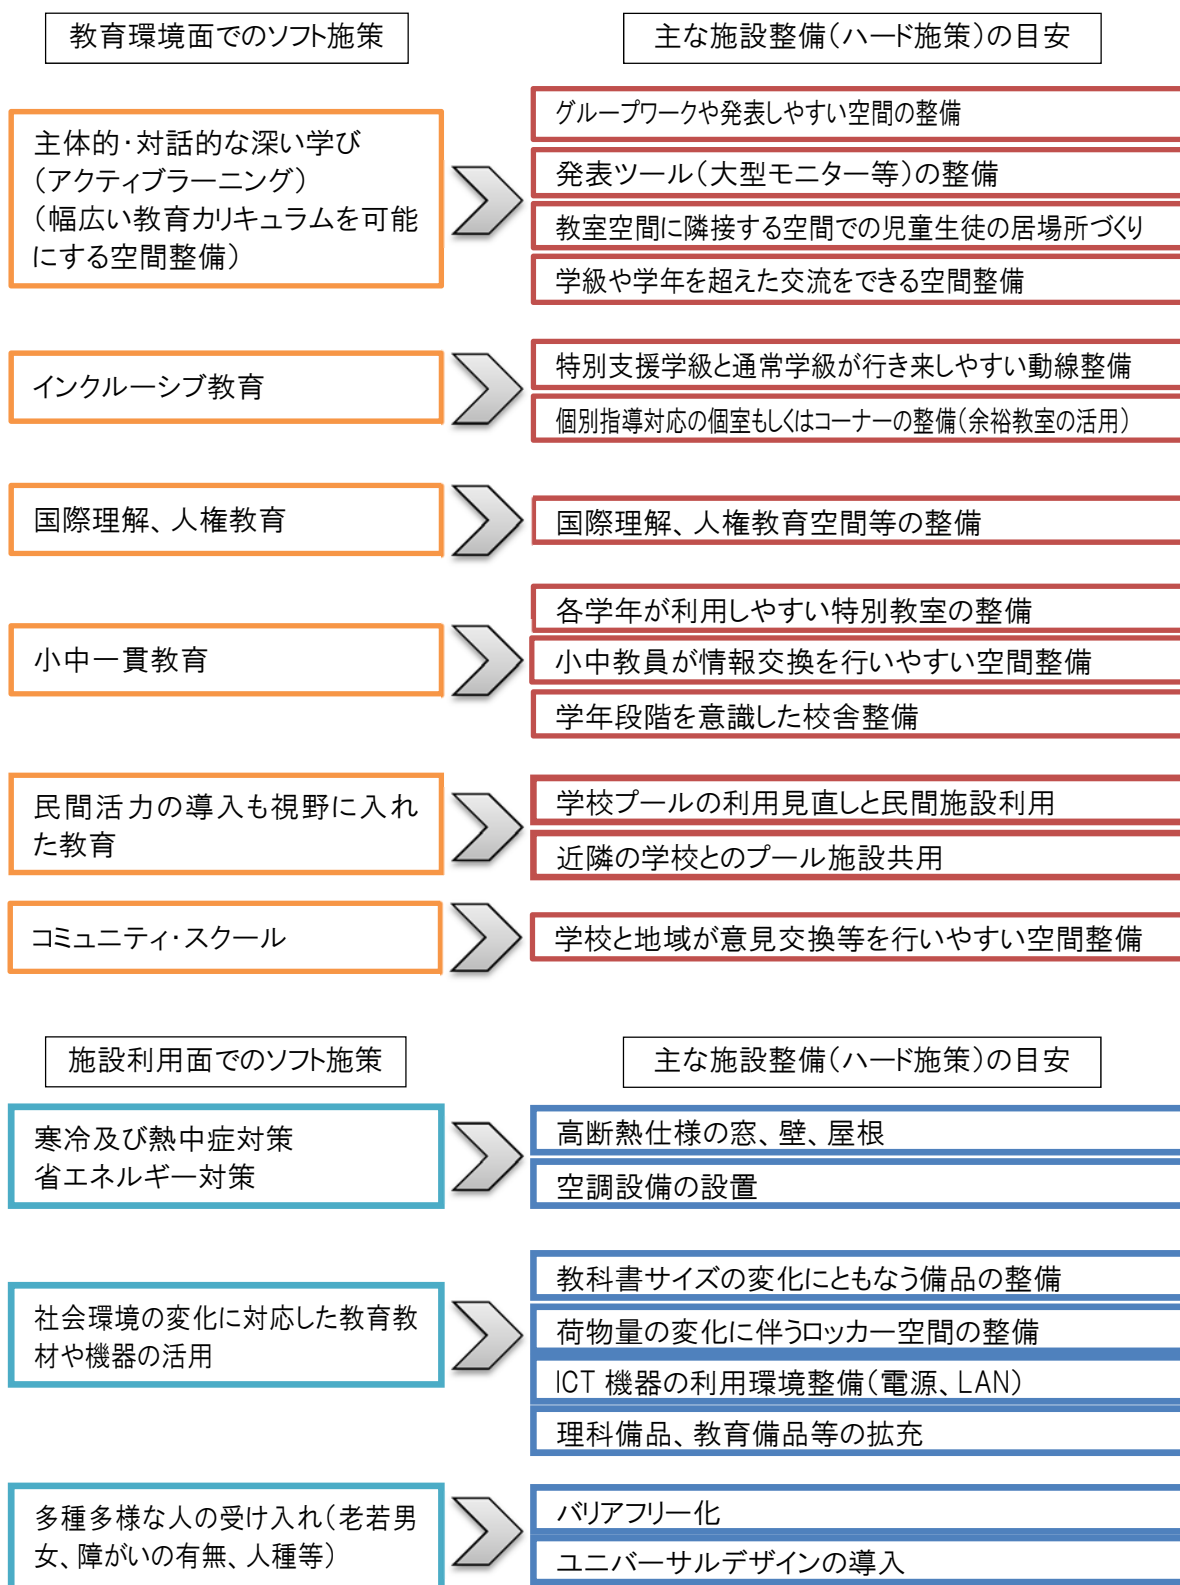 教育環境面でのソフト施策
主な施設整備(ハード施策)の目安
主体的・対話的な深い学び
(アクティブラーニング)
(幅広い教育カリキュラムを可能
にする空間整備)
グループワークや発表しやすい空間の整備
発表ツール(大型モニター等)の整備
教室空間に隣接する空間での児童生徒の居場所づくり
学級や学年を超えた交流をできる空間整備
インクルーシブ教育
特別支援学級と通常学級が行き来しやすい動線整備
個別指導対応の個室もしくはコーナーの整備(余裕教室の活用)
国際理解、人権教育
国際理解、人権教育空間等の整備
小中一貫教育
各学年が利用しやすい特別教室の整備
小中教員が情報交換を行いやすい空間整備
学年段階を意識した校舎整備
民間活力の導入も視野に入れ
た教育
学校プールの利用見直しと民間施設利用
近隣の学校とのプール施設共用
コミュニティ・スクール
学校と地域が意見交換等を行いやすい空間整備
施設利用面でのソフト施策
主な施設整備(ハード施策)の目安
寒冷及び熱中症対策
省エネルギー対策
高断熱仕様の窓、壁、屋根
空調設備の設置
社会環境の変化に対応した教育教
材や機器の活用
教科書サイズの変化にともなう備品の整備
荷物量の変化に伴うロッカー空間の整備
ICT 機器の利用環境整備(電源、LAN)
理科備品、教育備品等の拡充
多種多様な人の受け入れ(老若男
女、障がいの有無、人種等)
バリアフリー化
ユニバーサルデザインの導入